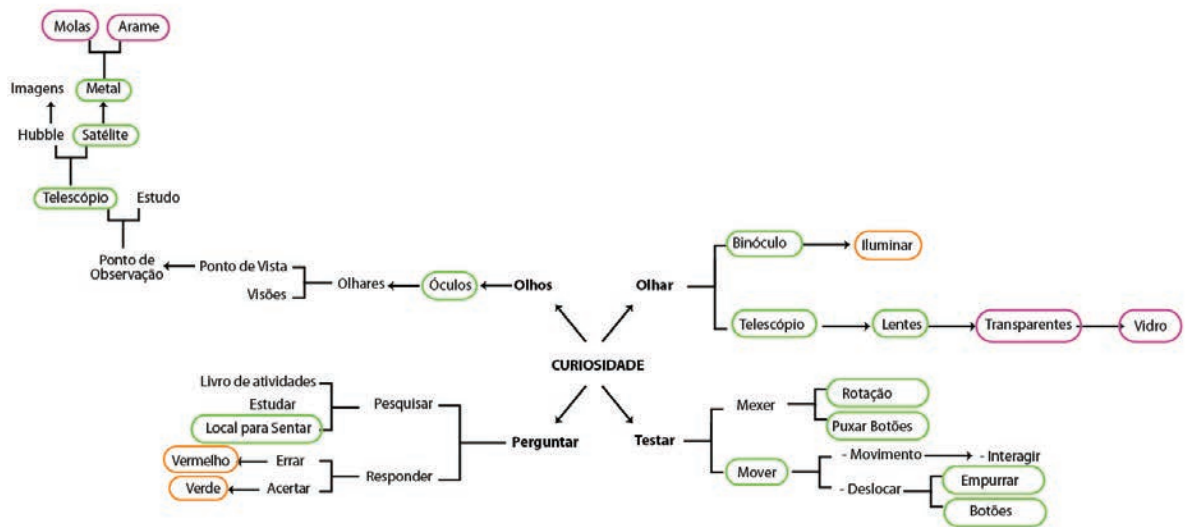 Molas
Arame
Imagens
Metal
Hubble
Satélite
Telescópio
Estudo
Ponto de
Observação
Ponto de Vista
Visões
Olhares
Óculos
Olhos
Olhar
Binóculo
Iluminar
Telescópio
Lentes
Transparentes
Vidro
CURIOSIDADE
Livro de atividades
Estudar
Local para Sentar
Pesquisar
Vermelho
Errar
Verde
Acertar
Responder
Perguntar
Testar
Mexer
Rotação
Puxar Botões
Mover
- Movimento
- Interagir
- Deslocar
Empurrar
Botões